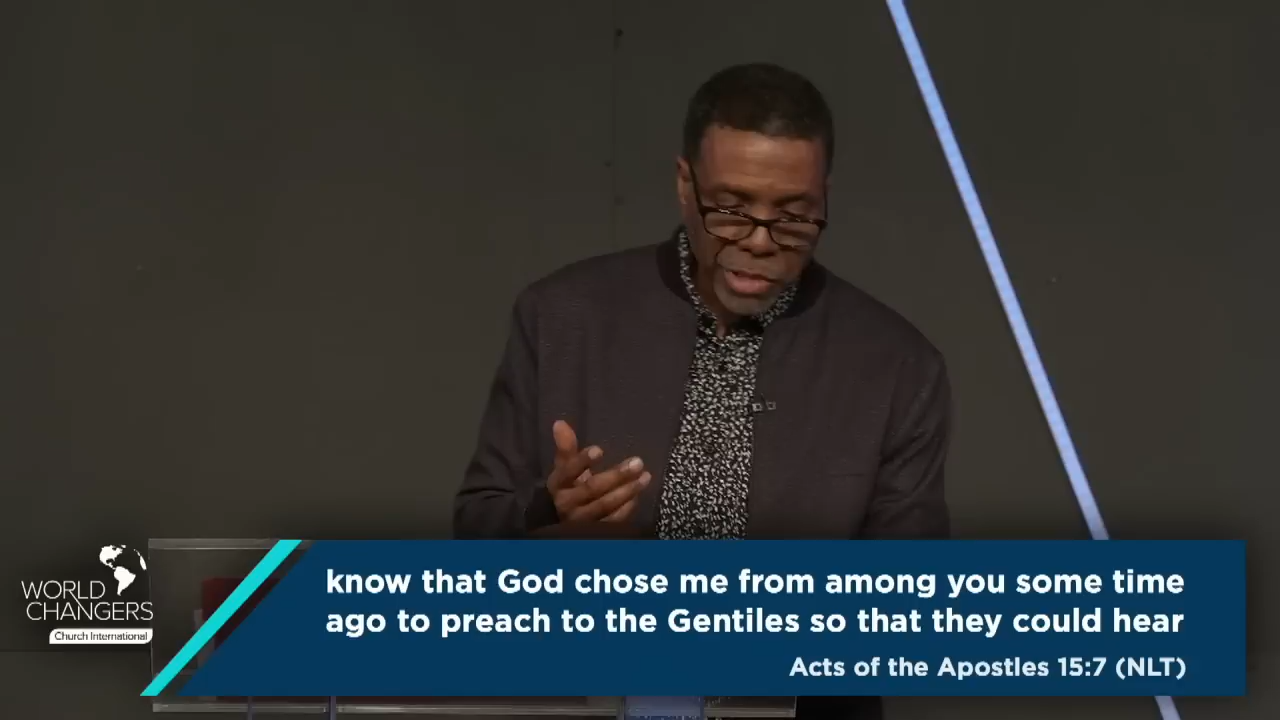 know that God chose me from among you some time
ago to preach to the Gentiles so that they could hear
Acts of the Apostles 15:7 (NLT)
WORLD
CHANGERS
Church International